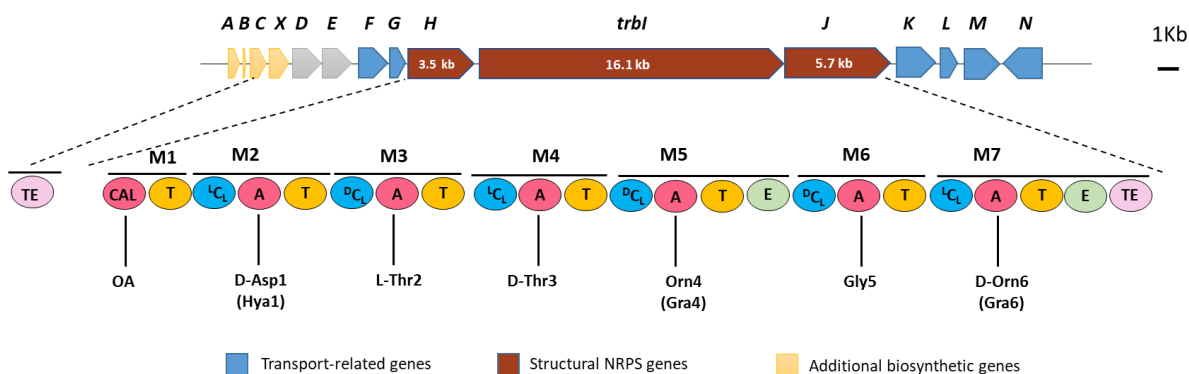 A B C X D E F G H trbI J K L M N
1Kb
3.5 kb 16.1 kb 5.7 kb
M1 M2 M3 M4 M5 M6 M7
TE CAL T LCL A T DCL A T LCL A T DCL A T E DCL A T LCL A T E TE
OA D-Asp1 L-Thr2 D-Thr3 Orn4 Gly5 D-Orn6
(Hya1) (Gra4) (Gra6)
Transport-related genes Structural NRPS genes Additional biosynthetic genes